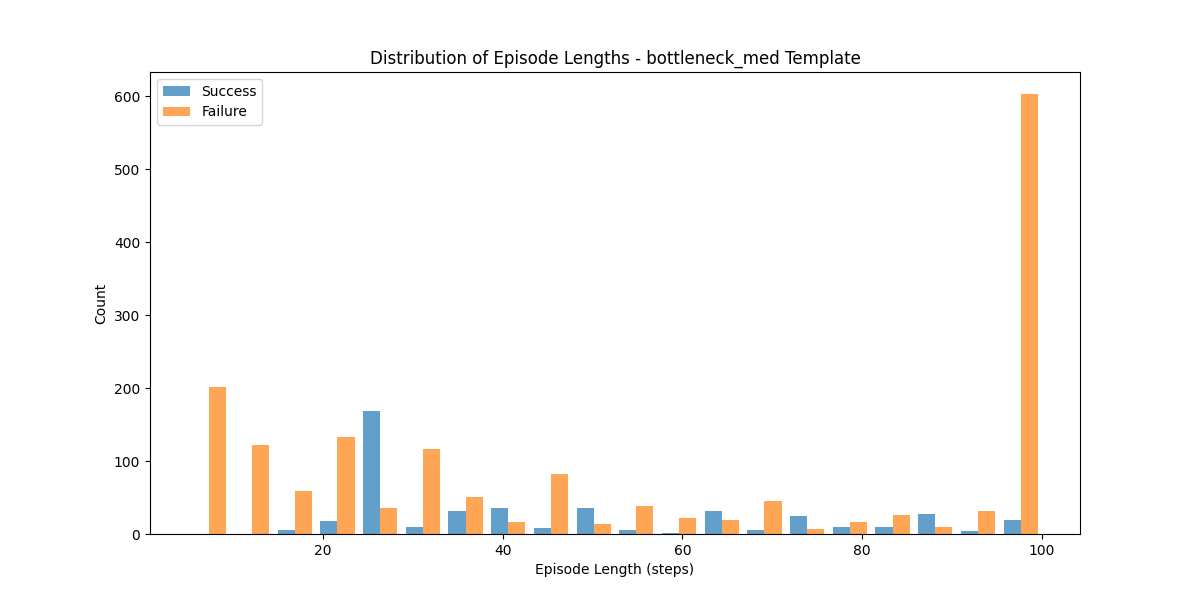 Distribution of Episode Lengths - bottleneck_med Template
Success
Failure
600
500
400
300
200
100
0
Count
20
40
60
80
100
Episode Length (steps)